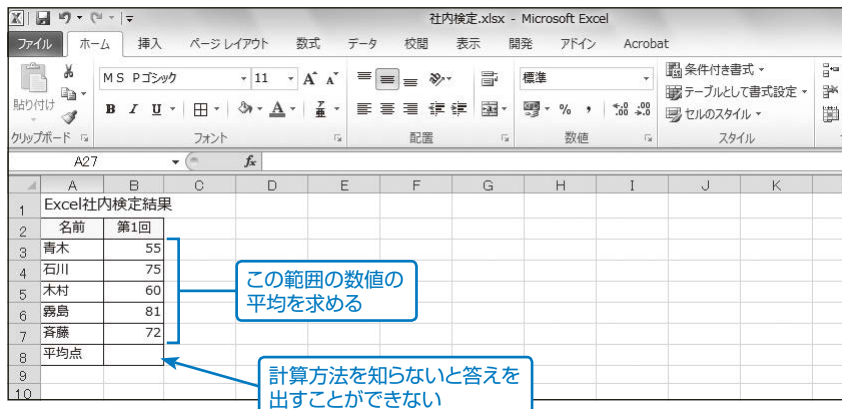 社内検定.xlsx - Microsoft Excel
ファイル ホーム 挿入 ページ レイアウト 数式 データ 校閲 表示 開発 アドイン Acrobat
貼り付け
クリップボード
MS Pゴシック 11 A A
B I U A
フォント
配置
標準
% , .0 .00 .00 .0
数値
条件付き書式
テーブルとして書式設定
セルのスタイル
スタイル
A27 fx
A B C D E F G H I J K
1 Excel社内検定結果
2 名前 第1回
3 青木 55
4 石川 75
5 木村 60
6 霧島 81
7 斉藤 72
8 平均点
9
10
この範囲の数値の
平均を求める
計算方法を知らないと答えを
出すことができない